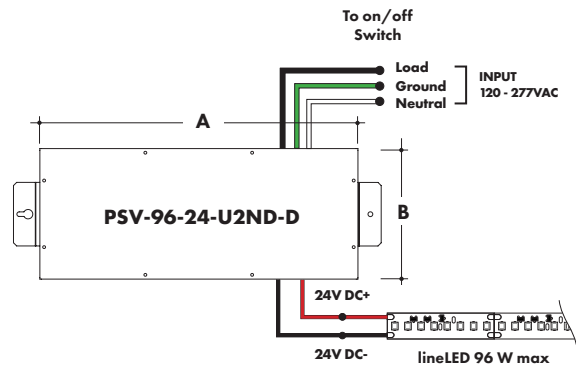 To on/off
Switch
Load
Ground
Neutral
INPUT
120 - 277VAC
A
PSV-96-24-U2ND-D
B
24V DC+
24V DC-
lineLED 96 W max